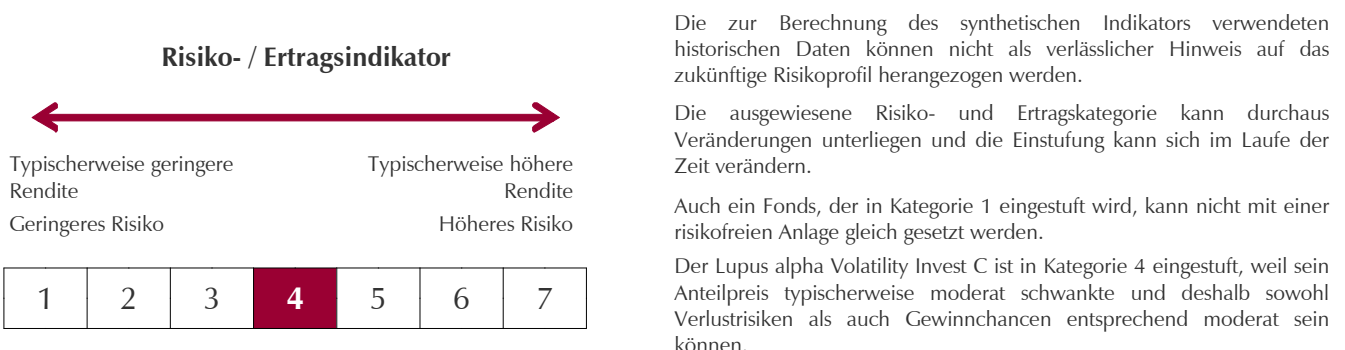 Risiko- / Ertragsindikator
Typischerweise geringere
Rendite
Typischerweise höhere
Rendite
Geringeres Risiko
Höheres Risiko
1 2 3 4 5 6 7
Die zur Berechnung des synthetischen Indikators verwendeten
historischen Daten können nicht als verlässlicher Hinweis auf das
zukünftige Risikoprofil herangezogen werden.
Die ausgewiesene Risiko- und Ertragskategorie kann durchaus
Veränderungen unterliegen und die Einstufung kann sich im Laufe der
Zeit verändern.
Auch ein Fonds, der in Kategorie 1 eingestuft wird, kann nicht mit einer
risikofreien Anlage gleich gesetzt werden.
Der Lupus alpha Volatility Invest C ist in Kategorie 4 eingestuft, weil sein
Anteilpreis typischerweise moderat schwankte und deshalb sowohl
Verlustrisiken als auch Gewinnchancen entsprechend moderat sein
können.